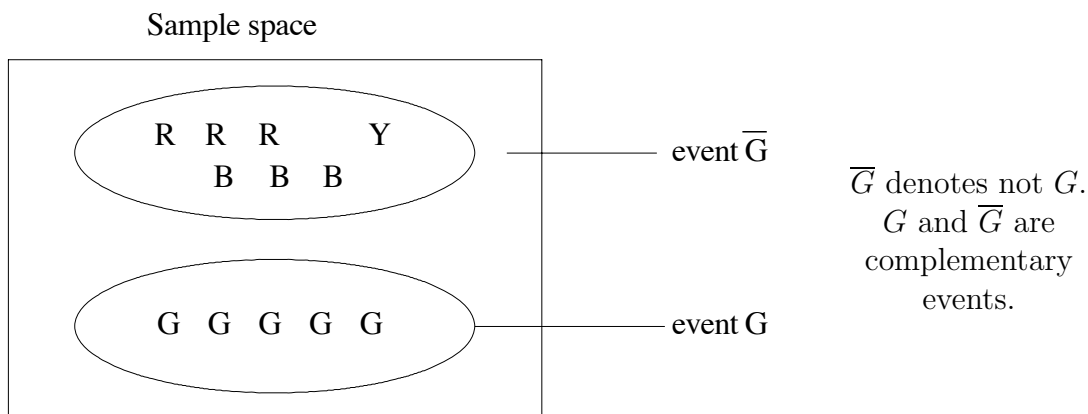 Sample space
R R R Y
B B B
event G̅
G̅ denotes not G.
G and G̅ are
complementary
events.
G G G G G
event G